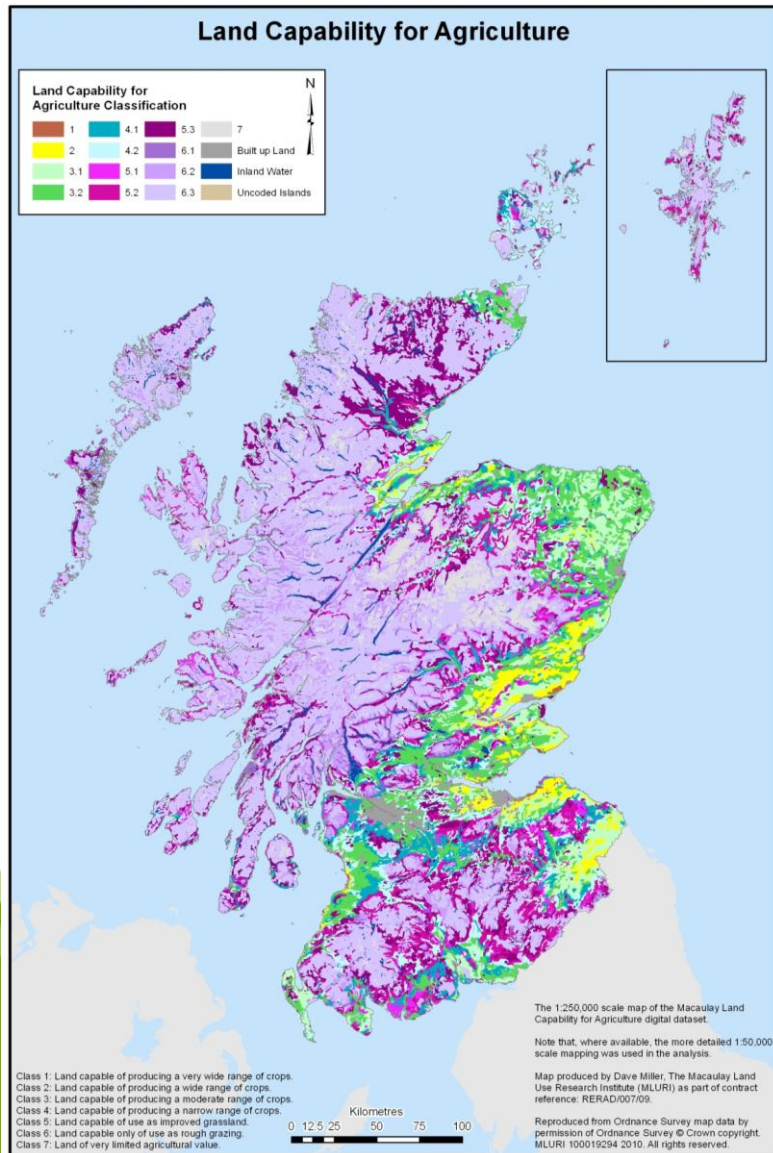 Land Capability for Agriculture
Land Capability for
Agriculture Classification
N
1
2
3.1
3.2
4.1
4.2
5.1
5.2
5.3
6.1
6.2
6.3
7
Built up Land
Inland Water
Uncoded Islands
The 1:250,000 scale map of the Macaulay Land
Capability for Agriculture digital dataset.
Note that, where available, the more detailed 1:50,000
scale mapping was used in the analysis.
Map produced by Dave Miller, The Macaulay Land
Use Research Institute (MLURI) as part of contract
reference: RERAD/007/09.
Reproduced from Ordnance Survey map data by
permission of Ordnance Survey © Crown copyright.
MLURI 100019294 2010. All rights reserved.
Class 1: Land capable of producing a very wide range of crops.
Class 2: Land capable of producing a wide range of crops.
Class 3: Land capable of producing a moderate range of crops.
Class 4: Land capable of producing a narrow range of crops.
Class 5: Land capable of use as improved grassland.
Class 6: Land capable only of use as rough grazing.
Class 7: Land of very limited agricultural value.
Kilometres
0 12.5 25 50 100